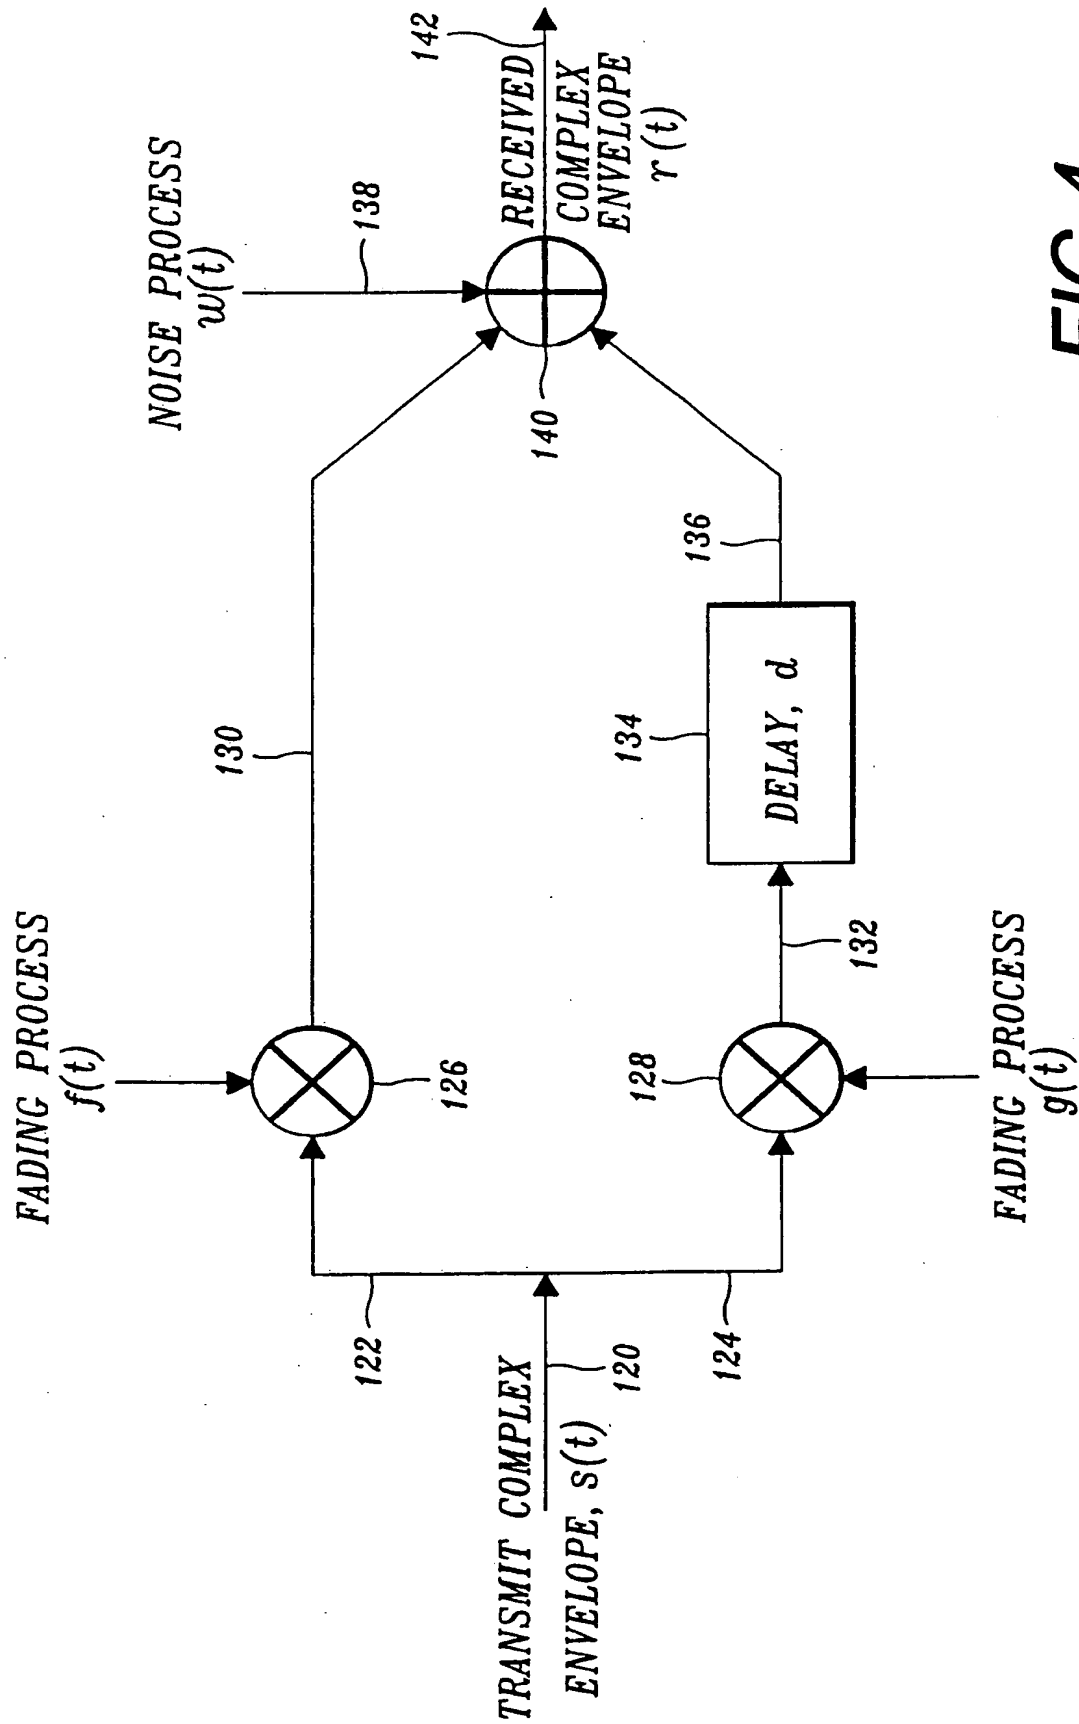 FADING PROCESS
f(t)
NOISE PROCESS
w(t)
130
138
142
122
126
RECEIVED
COMPLEX
ENVELOPE
r(t)
TRANSMIT COMPLEX
ENVELOPE, s(t)
120
140
128
134
136
DELAY, d
124
132
FADING PROCESS
g(t)